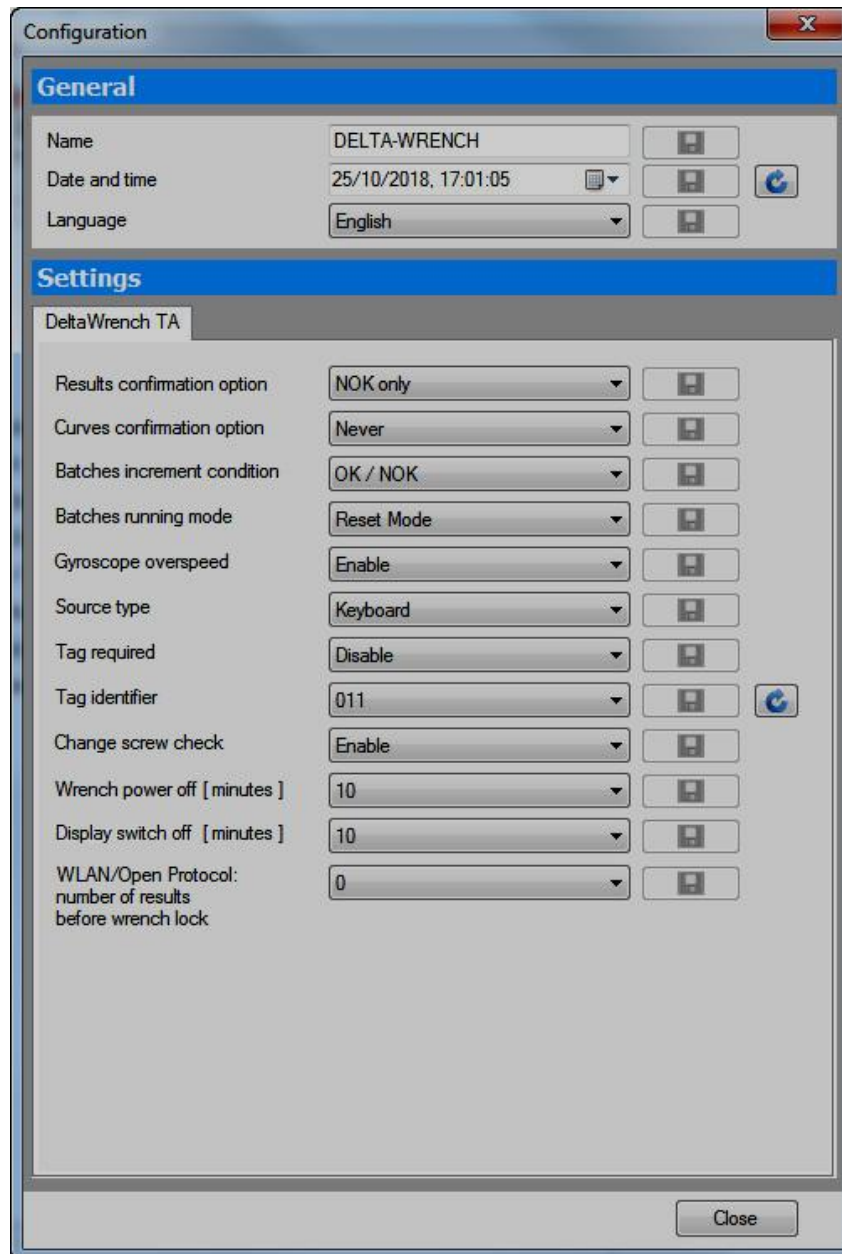 Configuration
General
Name DELTA-WRENCH
Date and time 25/10/2018, 17:01:05
Language English
Settings
DeltaWrench TA
Results confirmation option NOK only
Curves confirmation option Never
Batches increment condition OK / NOK
Batches running mode Reset Mode
Gyroscope overspeed Enable
Source type Keyboard
Tag required Disable
Tag identifier 011
Change screw check Enable
Wrench power off [ minutes ] 10
Display switch off [ minutes ] 10
WLAN/Open Protocol: 0
number of results
before wrench lock
Close